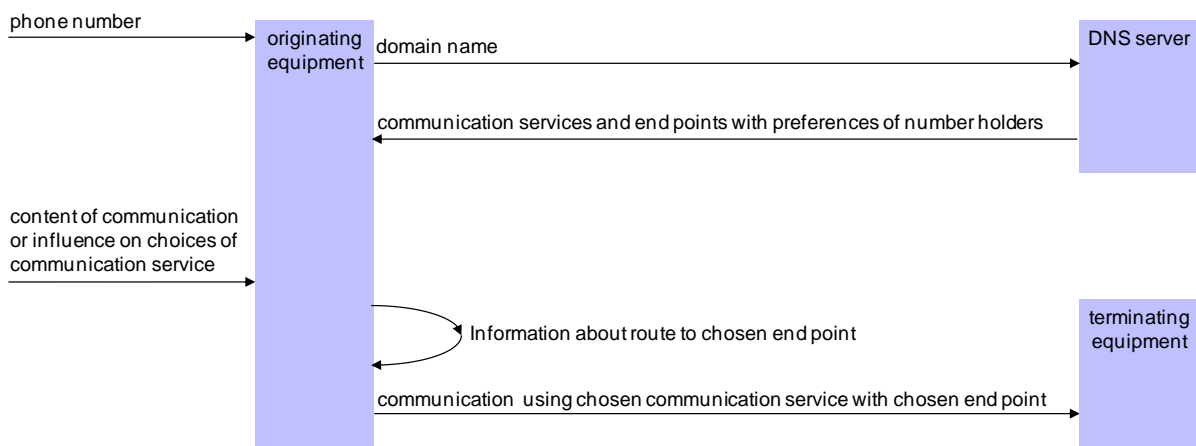 phone number
originating
equipment
domain name
DNS server
communication services and end points with preferences of number holders
content of communication
or influence on choices of
communication service
Information about route to chosen end point
terminating
equipment
communication using chosen communication service with chosen end point